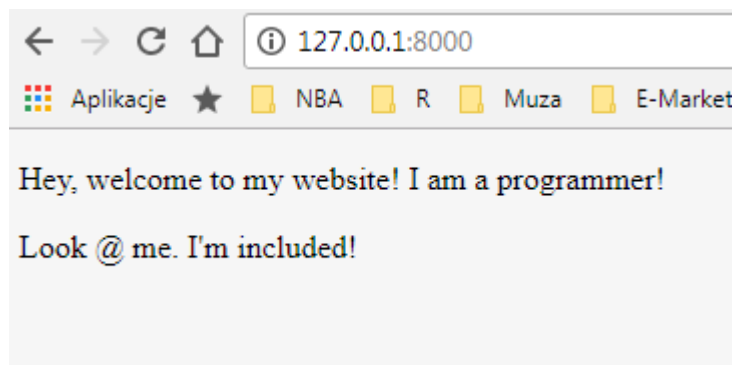 127.0.0.1:8000
Aplikacje NBA R Muza E-Market
Hey, welcome to my website! I am a programmer!
Look @ me. I'm included!